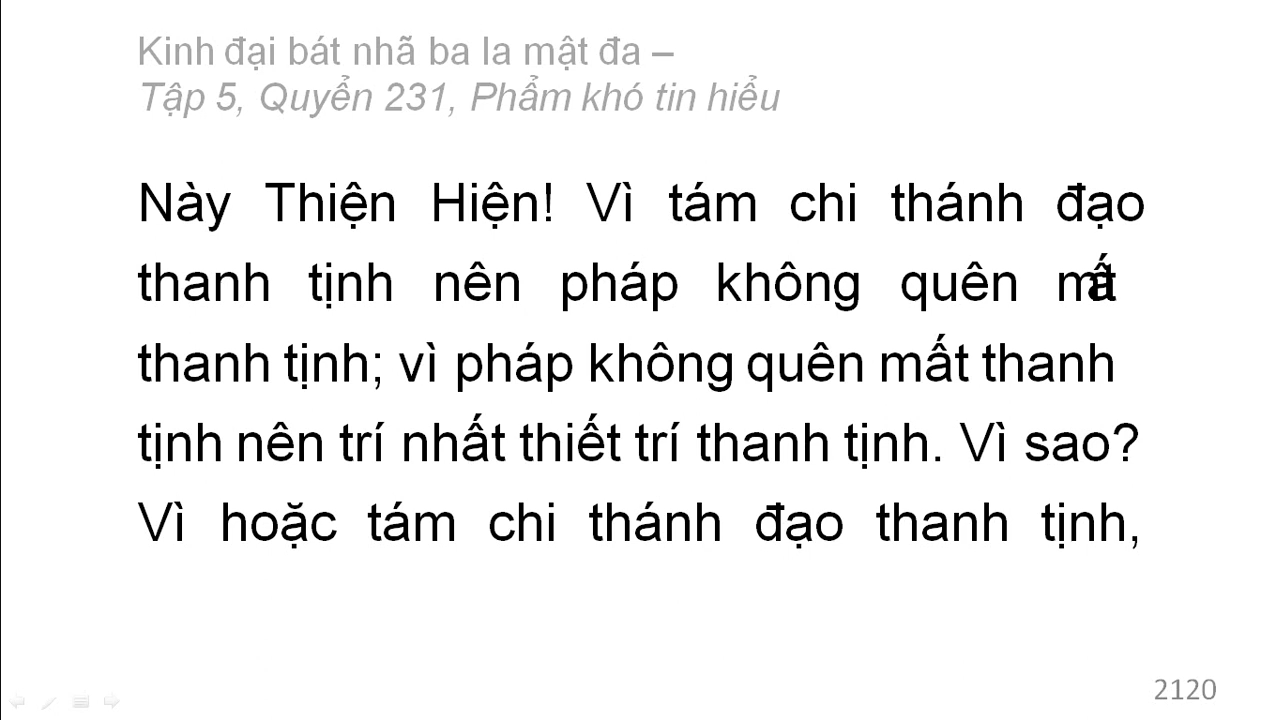 Kinh đại bát nhã ba la mật đa –
Tập 5, Quyển 231, Phẩm khó tin hiểu
Này Thiện Hiện! Vì tám chi thánh đạo
thanh tịnh nên pháp không quên mất
thanh tịnh; vì pháp không quên mất thanh
tịnh nên trí nhất thiết trí thanh tịnh. Vì sao?
Vì hoặc tám chi thánh đạo thanh tịnh,
2120